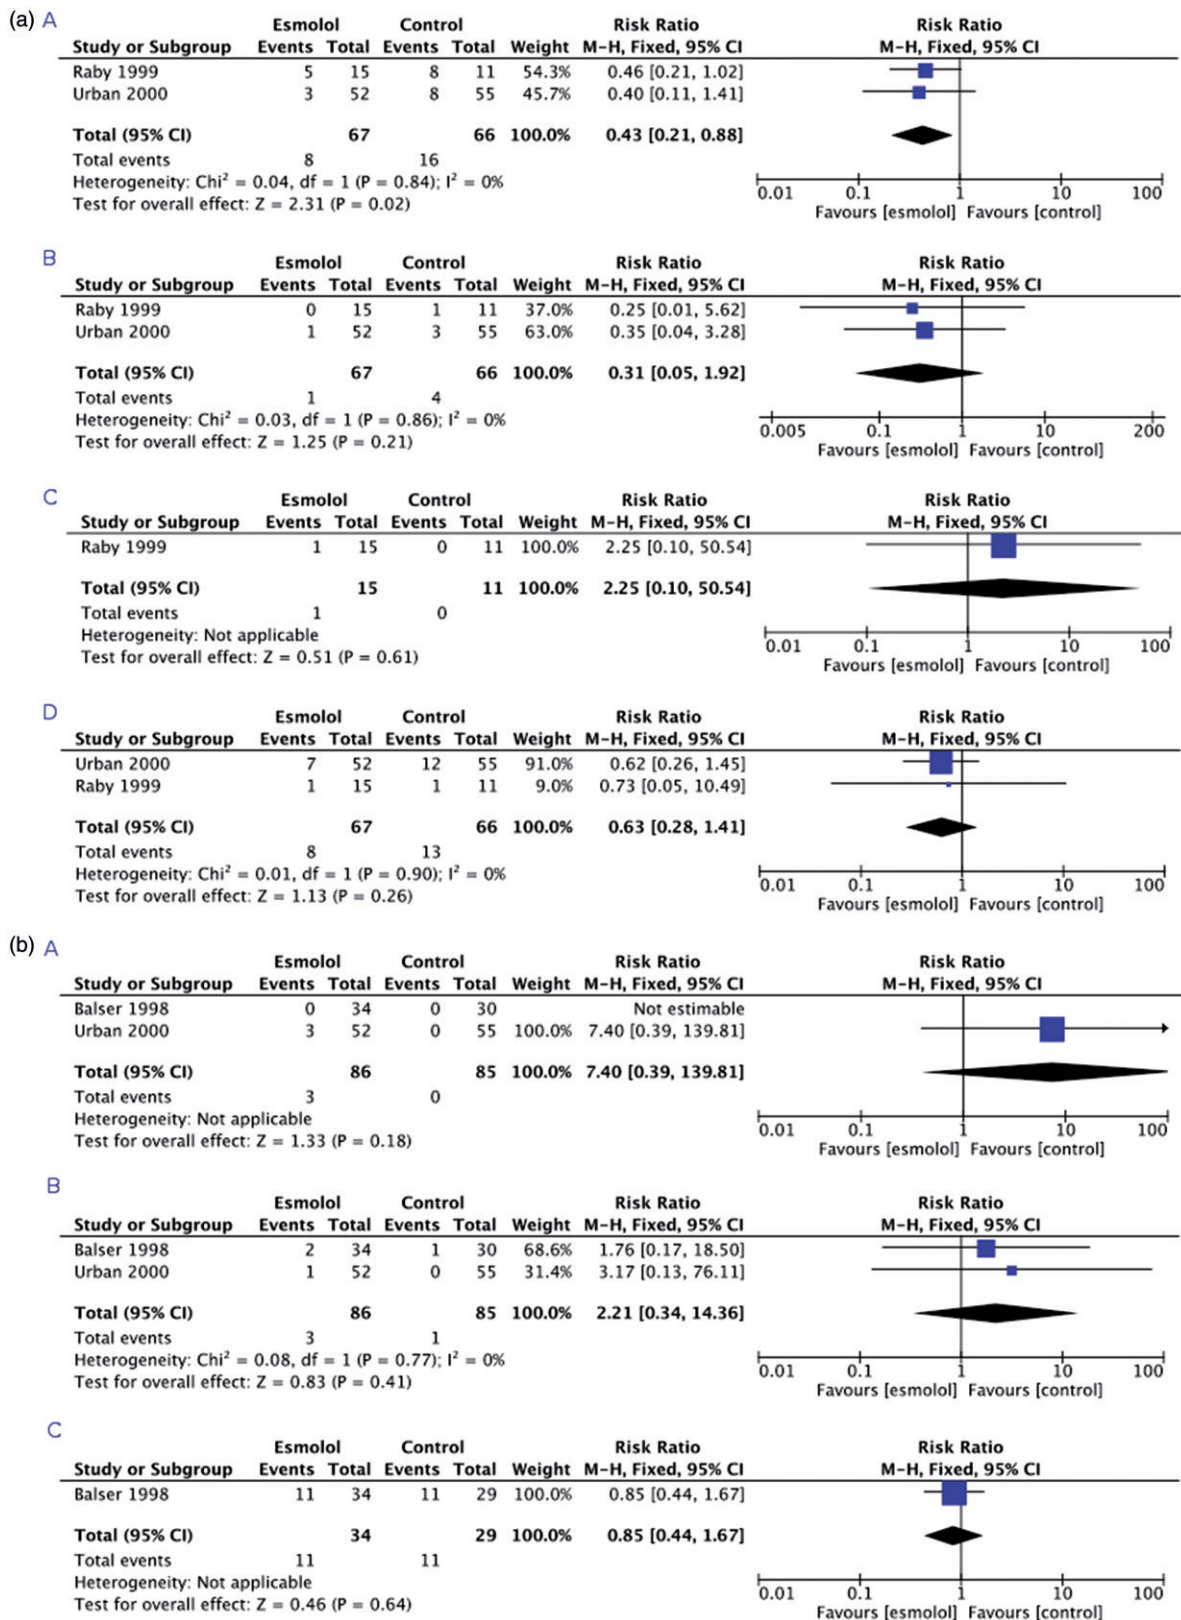 (a) A
Esmolol Control Risk Ratio Risk Ratio
Study or Subgroup Events Total Events Total Weight M-H, Fixed, 95% CI M-H, Fixed, 95% CI
Raby 1999 5 15 8 11 54.3% 0.46 [0.21, 1.02]
Urban 2000 3 52 8 55 45.7% 0.40 [0.11, 1.41]
Total (95% CI) 67 66 100.0% 0.43 [0.21, 0.88]
Total events 8 16
Heterogeneity: Chi² = 0.04, df = 1 (P = 0.84); I² = 0%
Test for overall effect: Z = 2.31 (P = 0.02)
0.01 0.1 1 10 100
Favours [esmolol] Favours [control]
B
Esmolol Control Risk Ratio Risk Ratio
Study or Subgroup Events Total Events Total Weight M-H, Fixed, 95% CI M-H, Fixed, 95% CI
Raby 1999 0 15 1 11 37.0% 0.25 [0.01, 5.62]
Urban 2000 1 52 3 55 63.0% 0.35 [0.04, 3.28]
Total (95% CI) 67 66 100.0% 0.31 [0.05, 1.92]
Total events 1 4
Heterogeneity: Chi² = 0.03, df = 1 (P = 0.86); I² = 0%
Test for overall effect: Z = 1.25 (P = 0.21)
0.005 0.1 1 10 200
Favours [esmolol] Favours [control]
C
Esmolol Control Risk Ratio Risk Ratio
Study or Subgroup Events Total Events Total Weight M-H, Fixed, 95% CI M-H, Fixed, 95% CI
Raby 1999 1 15 0 11 100.0% 2.25 [0.10, 50.54]
Total (95% CI) 15 11 100.0% 2.25 [0.10, 50.54]
Total events 1 0
Heterogeneity: Not applicable
Test for overall effect: Z = 0.51 (P = 0.61)
0.01 0.1 1 10 100
Favours [esmolol] Favours [control]
D
Esmolol Control Risk Ratio Risk Ratio
Study or Subgroup Events Total Events Total Weight M-H, Fixed, 95% CI M-H, Fixed, 95% CI
Urban 2000 7 52 12 55 91.0% 0.62 [0.26, 1.45]
Raby 1999 1 15 1 11 9.0% 0.73 [0.05, 10.49]
Total (95% CI) 67 66 100.0% 0.63 [0.28, 1.41]
Total events 8 13
Heterogeneity: Chi² = 0.01, df = 1 (P = 0.90); I² = 0%
Test for overall effect: Z = 1.13 (P = 0.26)
0.01 0.1 1 10 100
Favours [esmolol] Favours [control]
(b) A
Esmolol Control Risk Ratio Risk Ratio
Study or Subgroup Events Total Events Total Weight M-H, Fixed, 95% CI M-H, Fixed, 95% CI
Balser 1998 0 34 0 30 Not estimable
Urban 2000 3 52 0 55 100.0% 7.40 [0.39, 139.81]
Total (95% CI) 86 85 100.0% 7.40 [0.39, 139.81]
Total events 3 0
Heterogeneity: Not applicable
Test for overall effect: Z = 1.33 (P = 0.18)
0.01 0.1 1 10 100
Favours [esmolol] Favours [control]
B
Esmolol Control Risk Ratio Risk Ratio
Study or Subgroup Events Total Events Total Weight M-H, Fixed, 95% CI M-H, Fixed, 95% CI
Balser 1998 2 34 1 30 68.6% 1.76 [0.17, 18.50]
Urban 2000 1 52 0 55 31.4% 3.17 [0.13, 76.11]
Total (95% CI) 86 85 100.0% 2.21 [0.34, 14.36]
Total events 3 1
Heterogeneity: Chi² = 0.08, df = 1 (P = 0.77); I² = 0%
Test for overall effect: Z = 0.83 (P = 0.41)
0.01 0.1 1 10 100
Favours [esmolol] Favours [control]
C
Esmolol Control Risk Ratio Risk Ratio
Study or Subgroup Events Total Events Total Weight M-H, Fixed, 95% CI M-H, Fixed, 95% CI
Balser 1998 11 34 11 29 100.0% 0.85 [0.44, 1.67]
Total (95% CI) 34 29 100.0% 0.85 [0.44, 1.67]
Total events 11 11
Heterogeneity: Not applicable
Test for overall effect: Z = 0.46 (P = 0.64)
0.01 0.1 1 10 100
Favours [esmolol] Favours [control]